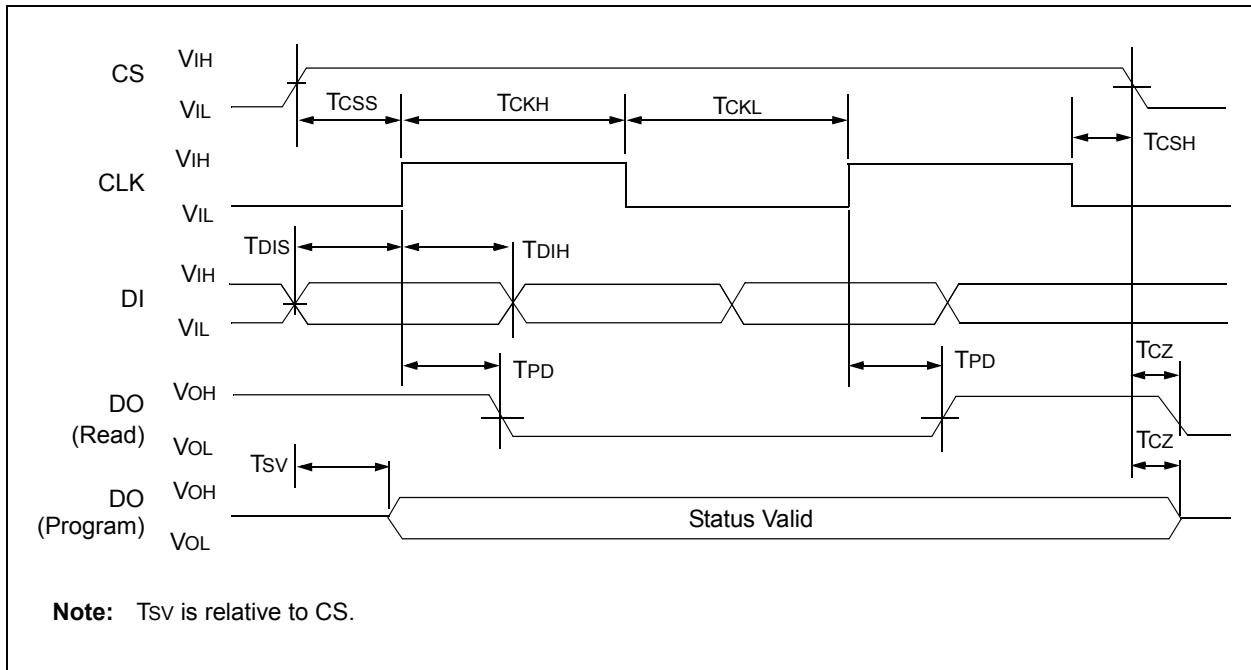 CS
VIH
VIL
TCSS
TCKH
TCKL
TCSH
CLK
VIH
VIL
TDIS
TDIH
DI
VIH
VIL
TPD
TPD
TCZ
DO
(Read)
VOH
VOL
TCZ
TSV
DO
(Program)
VOH
VOL
Status Valid
Note: TSV is relative to CS.